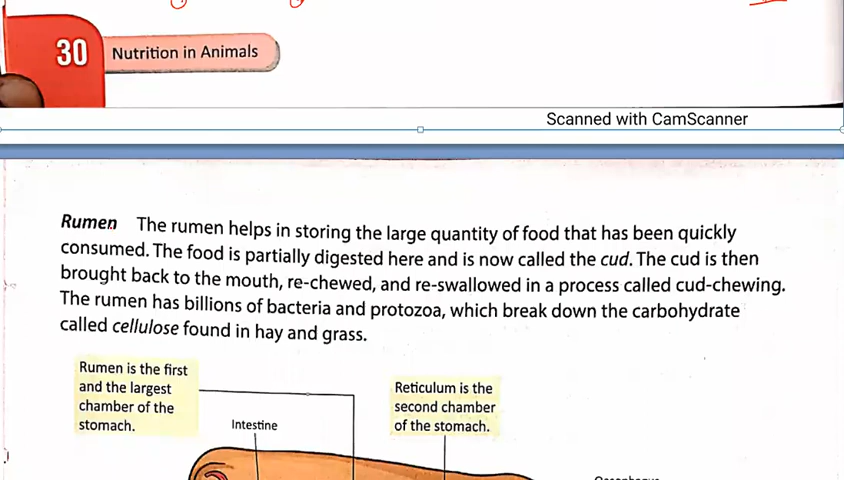 30 Nutrition in Animals
Scanned with CamScanner
Rumen The rumen helps in storing the large quantity of food that has been quickly
consumed. The food is partially digested here and is now called the cud. The cud is then
brought back to the mouth, re-chewed, and re-swallowed in a process called cud-chewing.
The rumen has billions of bacteria and protozoa, which break down the carbohydrate
called cellulose found in hay and grass.
Rumen is the first
and the largest
chamber of the
stomach.
Intestine
Reticulum is the
second chamber
of the stomach.